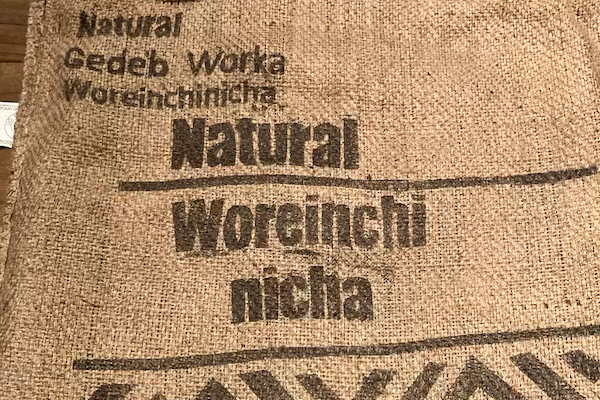 Natural
Gedeb Worka
Woreinchinicha
Natural
Woreinchi
nicha